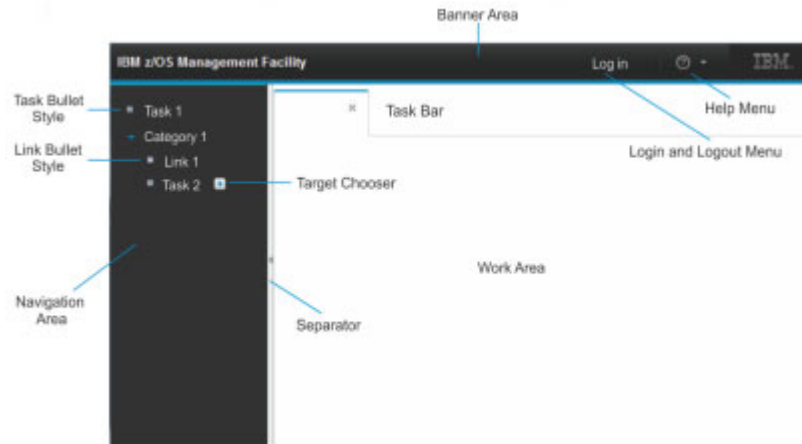 Banner Area
IBM z/OS Management Facility
Log in
IBM.
Task Bullet
Style
Task 1
Task Bar
Help Menu
Category 1
Link Bullet
Style
Link 1
Login and Logout Menu
Task 2
Target Chooser
Work Area
Navigation
Area
Separator